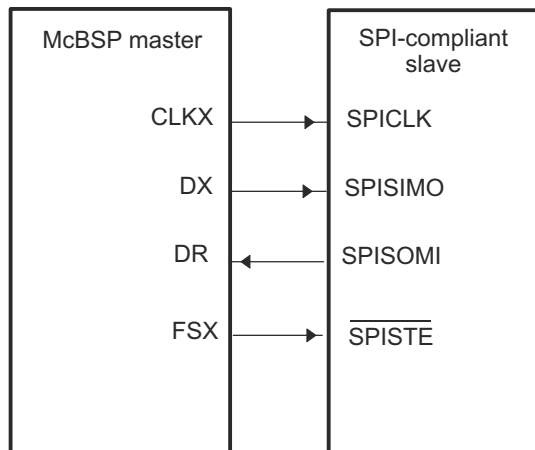 McBSP master
SPI-compliant
slave
CLKX
SPICLK
DX
SPISIMO
DR
SPISOMI
FSX
SPISTE